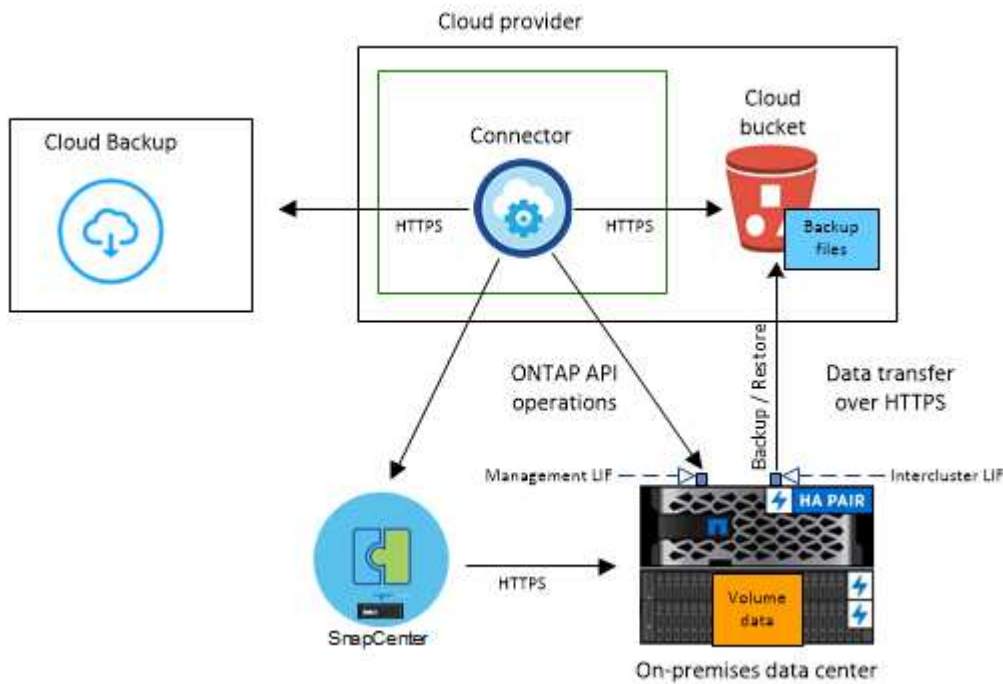 Cloud provider
Cloud Backup
Connector
Cloud
bucket
HTTPS
HTTPS
Backup
files
ONTAP API
operations
Backup / Restore
Data transfer
over HTTPS
Management LIF
Intercluster LIF
HA PAIR
HTTPS
Volume
data
SnapCenter
On-premises data center